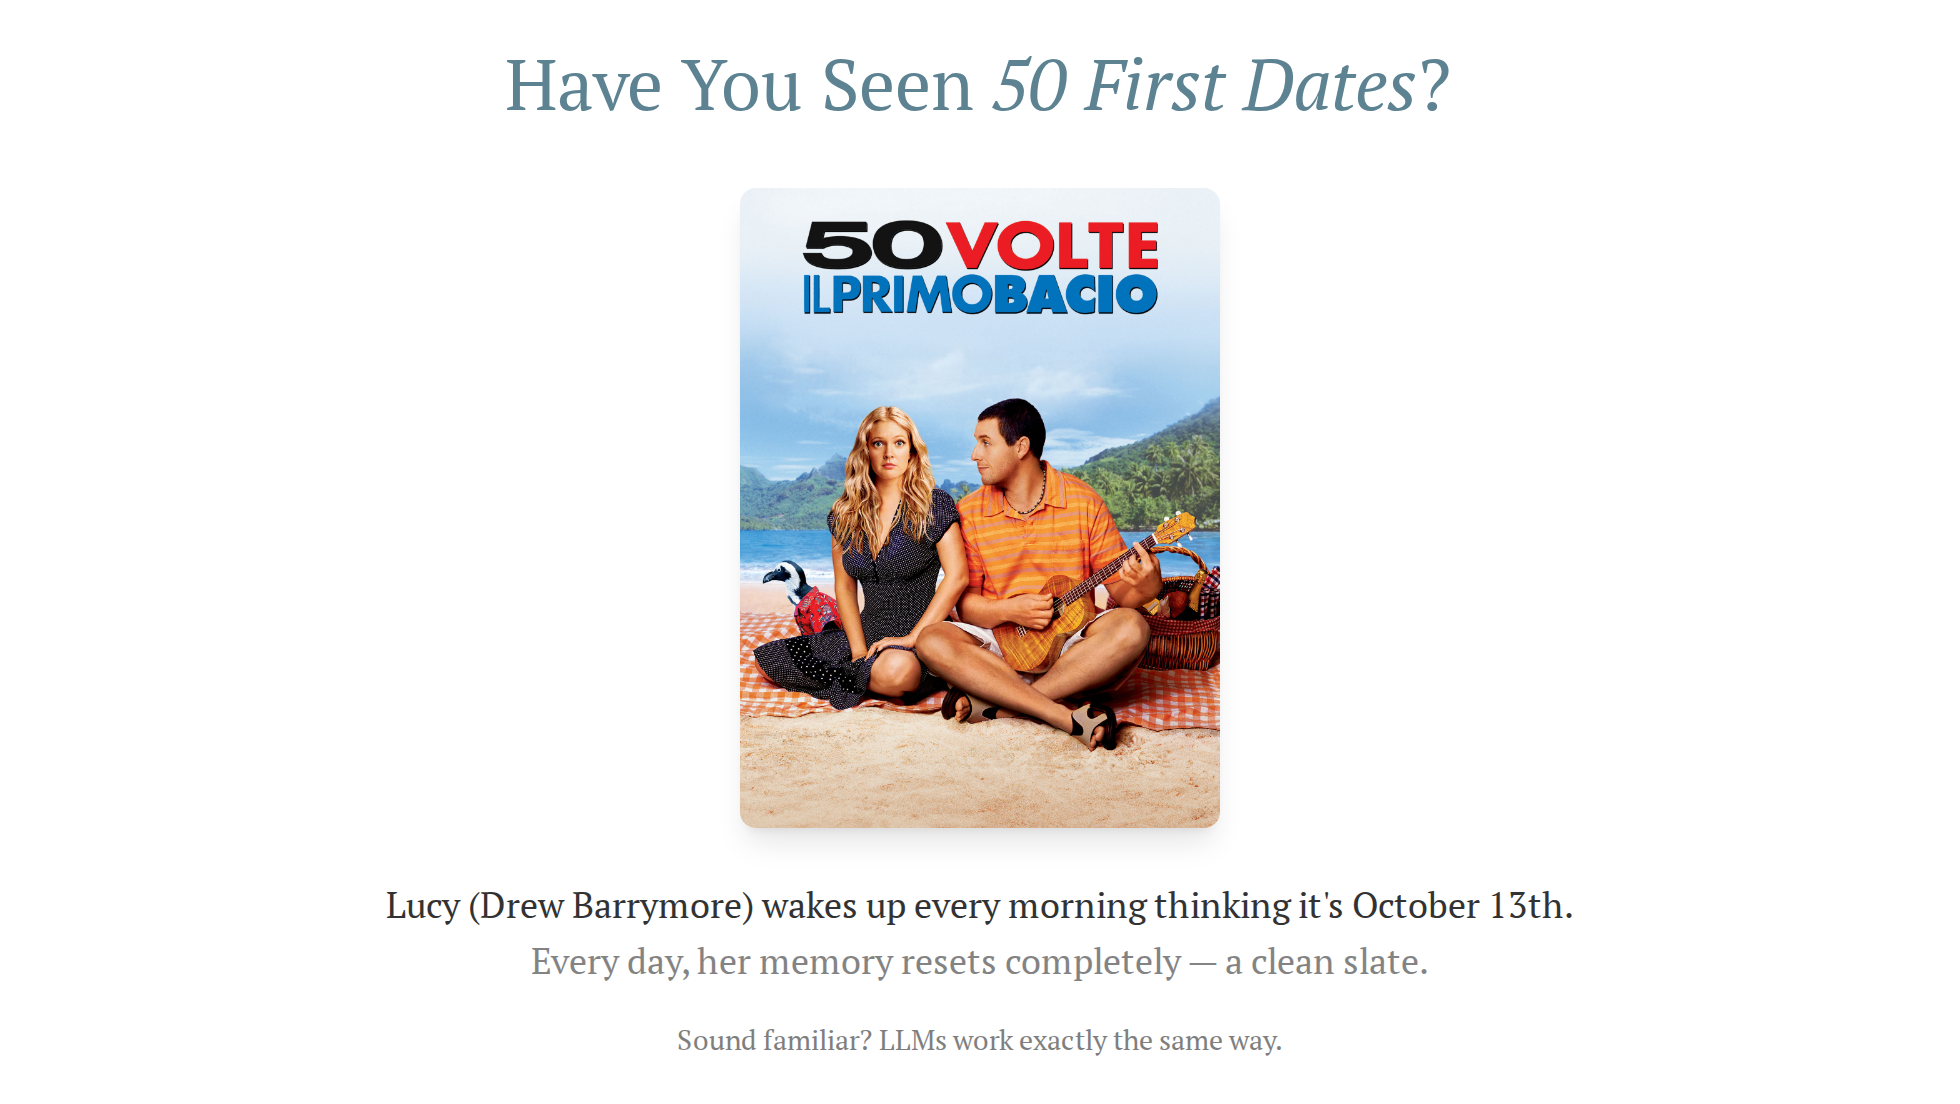 Have You Seen 50 First Dates?
50 VOLTE
IL PRIMO BACIO
Lucy (Drew Barrymore) wakes up every morning thinking it's October 13th.
Every day, her memory resets completely — a clean slate.
Sound familiar? LLMs work exactly the same way.